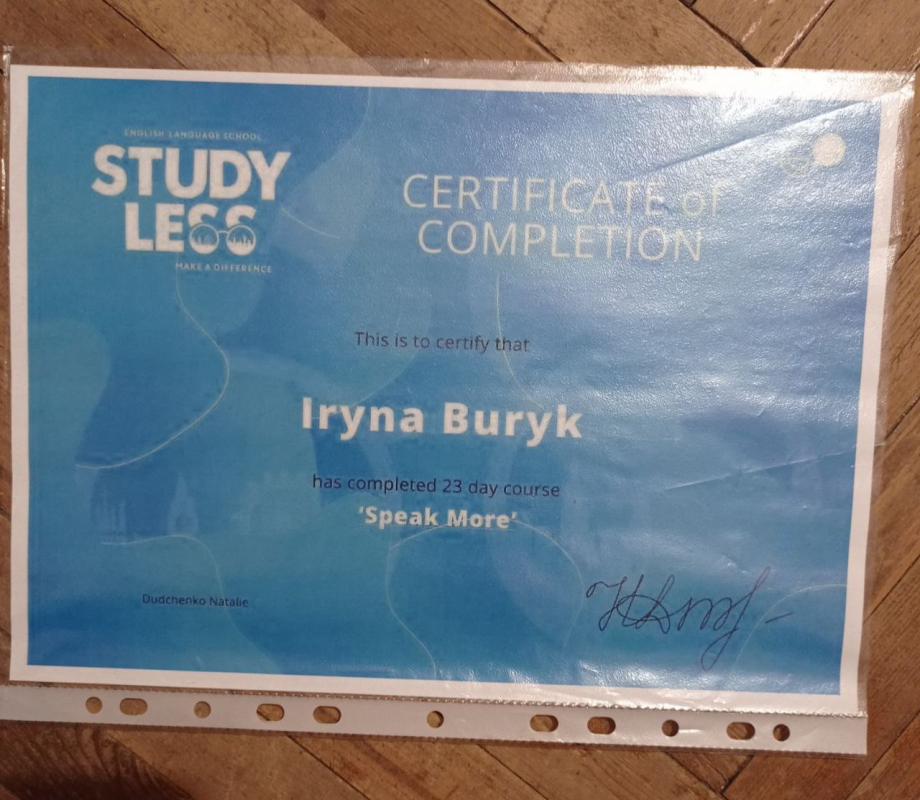 ENGLISH LANGUAGE SCHOOL
STUDY
LESS
MAKE A DIFFERENCE
CERTIFICATE of
COMPLETION
This is to certify that
Iryna Buryk
has completed 23 day course
‘Speak More’
Dudchenko Natalie